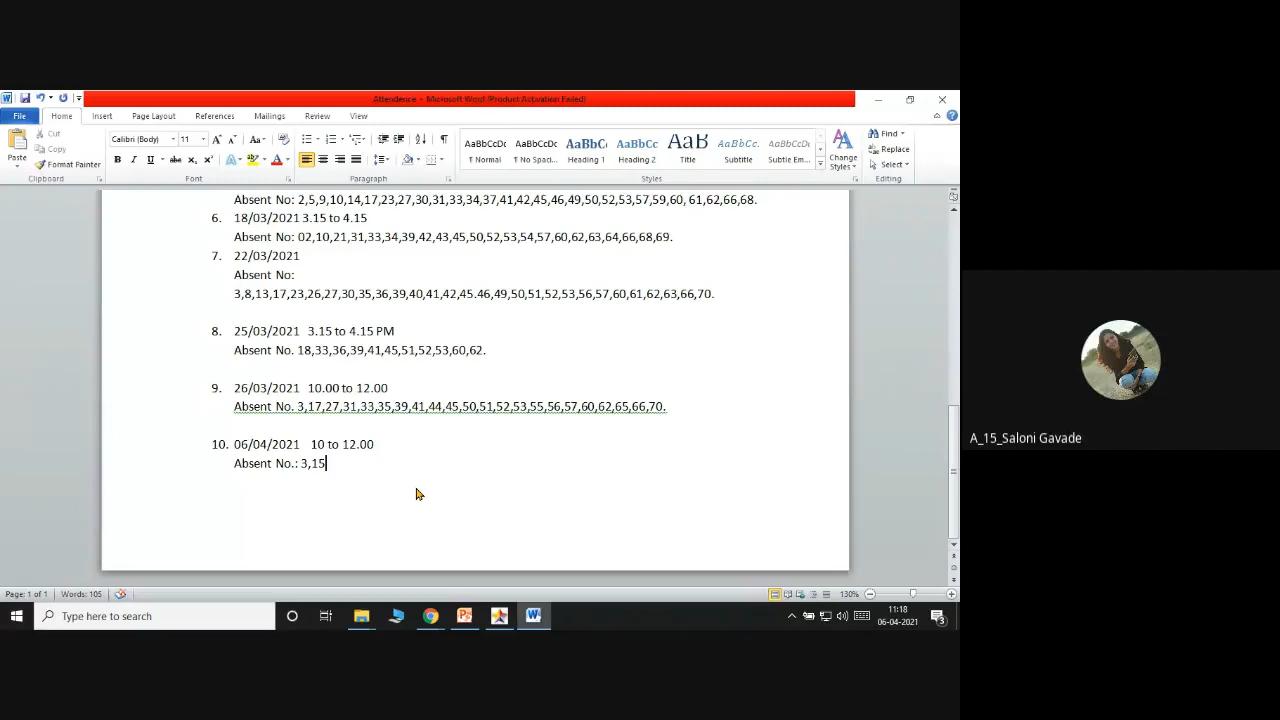 Attendence - Microsoft Word (Product Activation Failed)
File Home Insert Page Layout References Mailings Review View
Cut
Copy
Format Painter
Paste
Clipboard
Calibri (Body) 11
Font
Paragraph
AaBbCcDc AaBbCcDc AaBbC AaBbCc AaB AaBbCc. AaBbCcDc
¶ Normal ¶ No Spaci... Heading 1 Heading 2 Title Subtitle Subtle Em...
Styles
Change Styles
Find
Replace
Select
Editing
Absent No: 2,5,9,10,14,17,23,27,30,31,33,34,37,41,42,45,46,49,50,52,53,57,59,60, 61,62,66,68.
6. 18/03/2021 3.15 to 4.15
Absent No: 02,10,21,31,33,34,39,42,43,45,50,52,53,54,57,60,62,63,64,66,68,69.
7. 22/03/2021
Absent No:
3,8,13,17,23,26,27,30,35,36,39,40,41,42,45.46,49,50,51,52,53,56,57,60,61,62,63,66,70.
8. 25/03/2021 3.15 to 4.15 PM
Absent No. 18,33,36,39,41,45,51,52,53,60,62.
9. 26/03/2021 10.00 to 12.00
Absent No. 3,17,27,31,33,35,39,41,44,45,50,51,52,53,55,56,57,60,62,65,66,70.
10. 06/04/2021 10 to 12.00
Absent No.: 3,15
A_15_Saloni Gavade
Page: 1 of 1 Words: 105 130%
Type here to search
11:18
06-04-2021
3